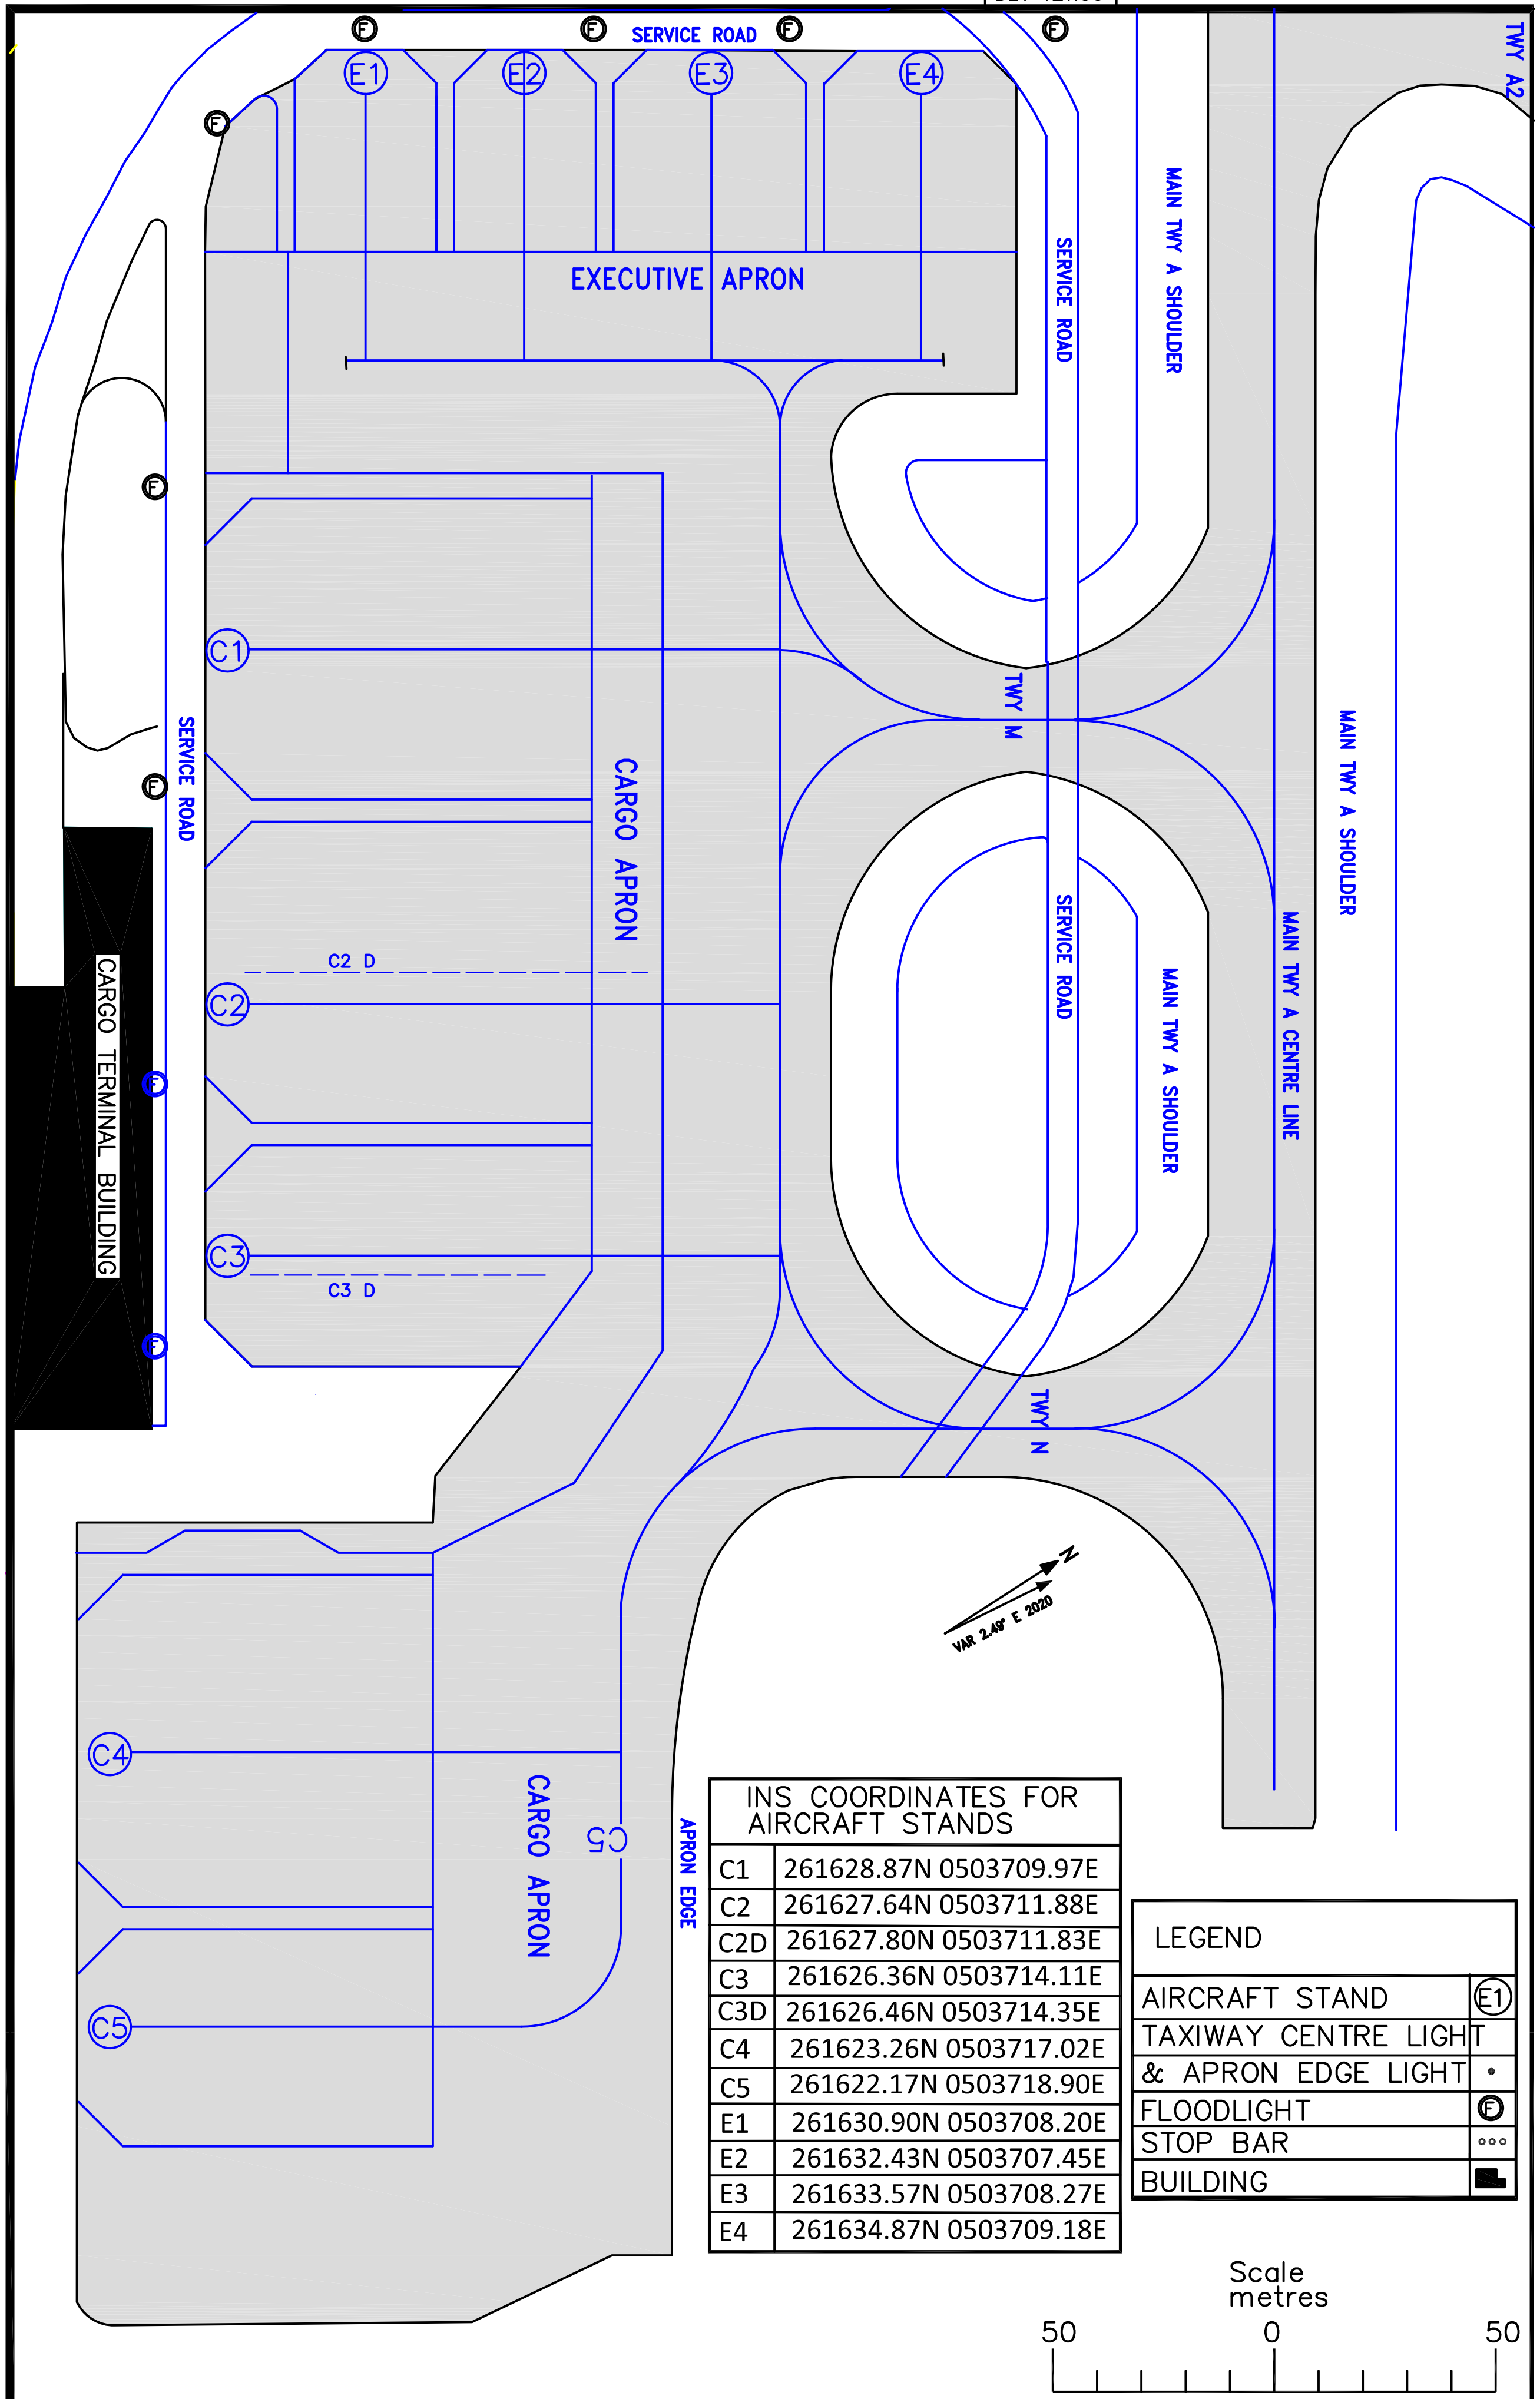 F
F
F
F
SERVICE ROAD
TWY A2
E1
E2
E3
E4
F
MAIN TWY A SHOULDER
SERVICE ROAD
EXECUTIVE APRON
F
C1
TWY M
SERVICE ROAD
MAIN TWY A SHOULDER
CARGO APRON
F
SERVICE ROAD
MAIN TWY A CENTRE LINE
C2 D
CARGO TERMINAL BUILDING
MAIN TWY A SHOULDER
C2
F
C3
C3 D
F
TWY N
N
VAR 2.49° E 2020
C4
CARGO APRON
C5
APRON EDGE
C5
INS COORDINATES FOR
AIRCRAFT STANDS
C1 261628.87N 0503709.97E
C2 261627.64N 0503711.88E
C2D 261627.80N 0503711.83E
C3 261626.36N 0503714.11E
C3D 261626.46N 0503714.35E
C4 261623.26N 0503717.02E
C5 261622.17N 0503718.90E
E1 261630.90N 0503708.20E
E2 261632.43N 0503707.45E
E3 261633.57N 0503708.27E
E4 261634.87N 0503709.18E
LEGEND
AIRCRAFT STAND E1
TAXIWAY CENTRE LIGHT
& APRON EDGE LIGHT
FLOODLIGHT F
STOP BAR
BUILDING
Scale
metres
50 0 50